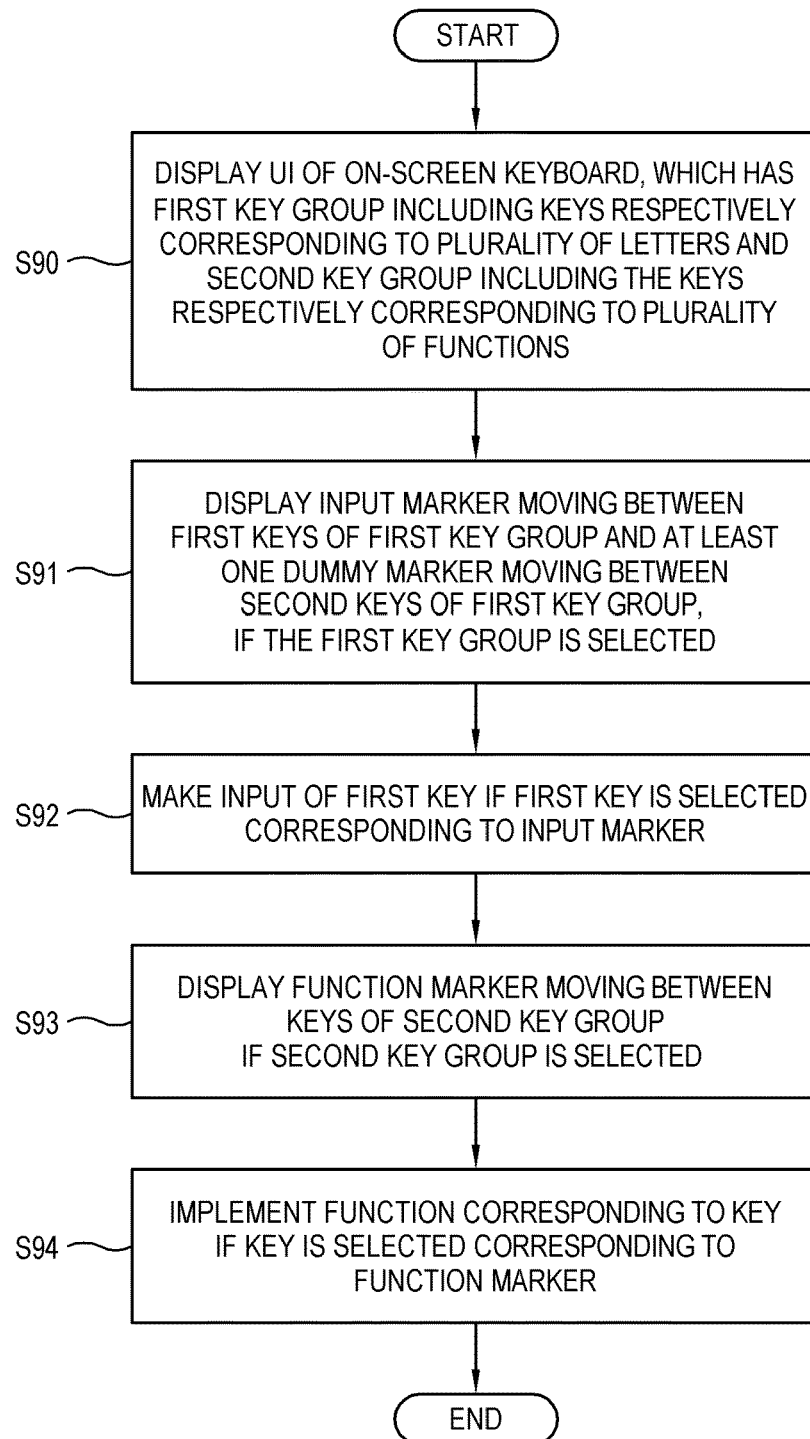 START
DISPLAY UI OF ON-SCREEN KEYBOARD, WHICH HAS
FIRST KEY GROUP INCLUDING KEYS RESPECTIVELY
CORRESPONDING TO PLURALITY OF LETTERS AND
SECOND KEY GROUP INCLUDING THE KEYS
RESPECTIVELY CORRESPONDING TO PLURALITY
OF FUNCTIONS
S90
DISPLAY INPUT MARKER MOVING BETWEEN
FIRST KEYS OF FIRST KEY GROUP AND AT LEAST
ONE DUMMY MARKER MOVING BETWEEN
SECOND KEYS OF FIRST KEY GROUP,
IF THE FIRST KEY GROUP IS SELECTED
S91
MAKE INPUT OF FIRST KEY IF FIRST KEY IS SELECTED
CORRESPONDING TO INPUT MARKER
S92
DISPLAY FUNCTION MARKER MOVING BETWEEN
KEYS OF SECOND KEY GROUP
IF SECOND KEY GROUP IS SELECTED
S93
IMPLEMENT FUNCTION CORRESPONDING TO KEY
IF KEY IS SELECTED CORRESPONDING TO
FUNCTION MARKER
S94
END